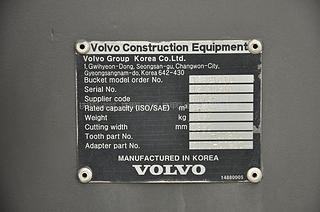 Volvo Construction Equipment
Volvo Group Korea Co.Ltd.
1, Gwihyeon-Dong, Seongsan-gu, Changwon-City,
Gyeongsangnam-do, Korea 642-430
Bucket model order No.
Serial No.
Supplier code
Rated capacity (ISO/SAE) m³
Weight kg
Cutting width mm
Tooth part No.
Adapter part No.
MANUFACTURED IN KOREA
VOLVO
14880905